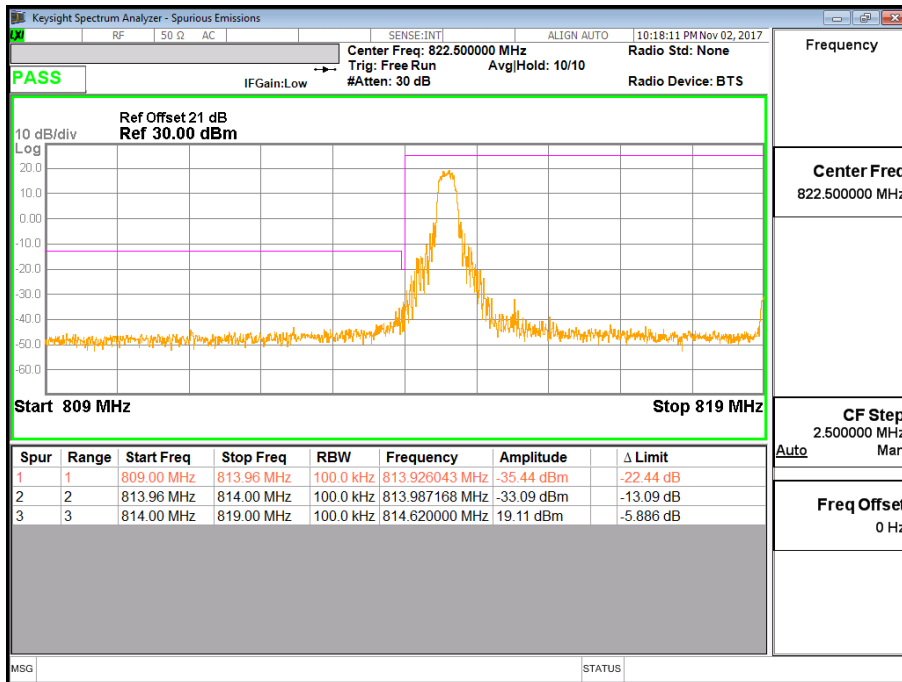 Keysight Spectrum Analyzer - Spurious Emissions
LXI RF 50 Ω AC SENSE:INT ALIGN AUTO 10:18:11 PM Nov 02, 2017
Center Freq: 822.500000 MHz Radio Std: None
Trig: Free Run Avg|Hold: 10/10
PASS IFGain:Low #Atten: 30 dB Radio Device: BTS
Frequency
Ref Offset 21 dB
10 dB/div Ref 30.00 dBm
Log
20.0
10.0
0.00
-10.0
-20.0
-30.0
-40.0
-50.0
-60.0
Start 809 MHz Stop 819 MHz
Center Freq
822.500000 MHz
CF Step
2.500000 MHz
Auto Man
Freq Offset
0 Hz
Spur Range Start Freq Stop Freq RBW Frequency Amplitude Δ Limit
1 1 809.00 MHz 813.96 MHz 100.0 kHz 813.926043 MHz -35.44 dBm -22.44 dB
2 2 813.96 MHz 814.00 MHz 100.0 kHz 813.987168 MHz -33.09 dBm -13.09 dB
3 3 814.00 MHz 819.00 MHz 100.0 kHz 814.620000 MHz 19.11 dBm -5.886 dB
MSG STATUS